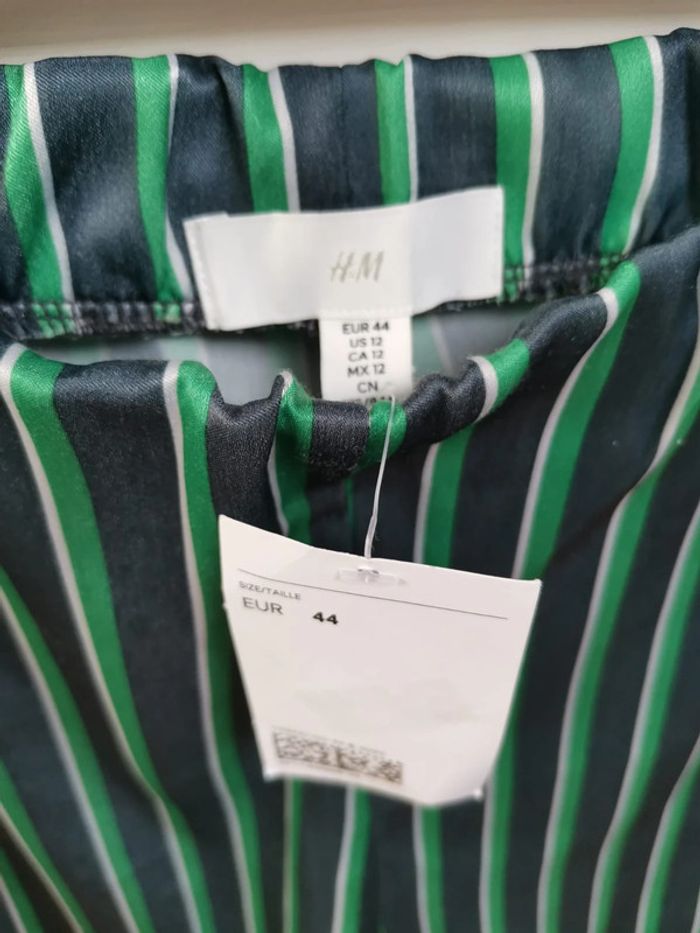 H&M
EUR 44
US 12
CA 12
MX 12
CN
SIZE/TAILLE
EUR 44